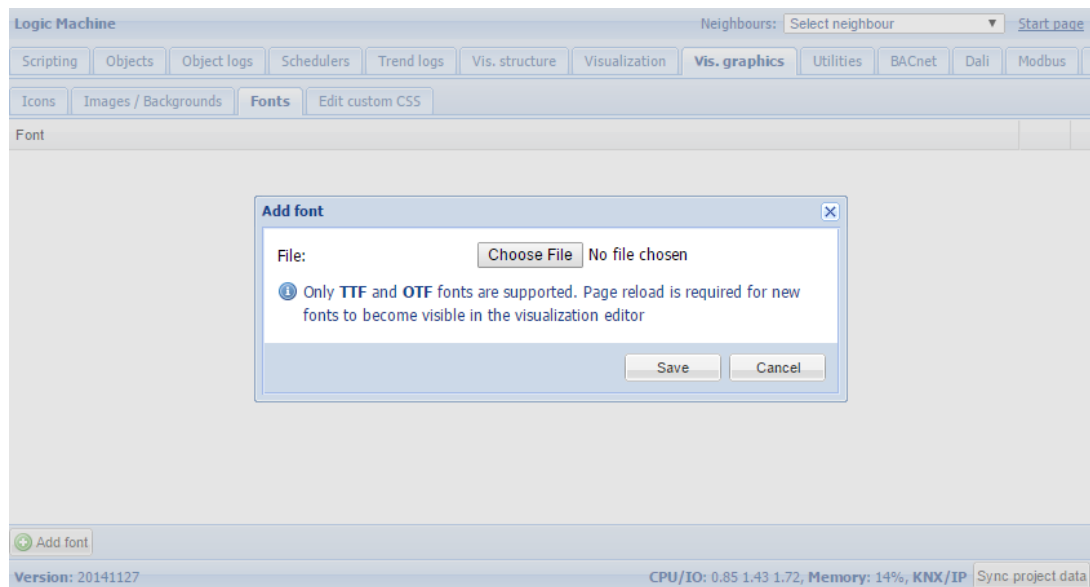 Logic Machine Neighbours: Select neighbour Start page
Scripting Objects Object logs Schedulers Trend logs Vis. structure Visualization Vis. graphics Utilities BACnet Dali Modbus
Icons Images / Backgrounds Fonts Edit custom CSS
Font
Add font
File: Choose File No file chosen
Only TTF and OTF fonts are supported. Page reload is required for new
fonts to become visible in the visualization editor
Save Cancel
Add font
Version: 20141127 CPU/IO: 0.85 1.43 1.72, Memory: 14%, KNX/IP Sync project data